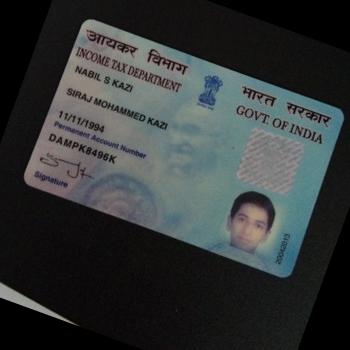 आयकर विभाग
INCOME TAX DEPARTMENT
भारत सरकार
GOVT. OF INDIA
NABIL S KAZI
SIRAJ MOHAMMED KAZI
11/11/1994
Permanent Account Number
DAMPK8496K
Signature
20042013